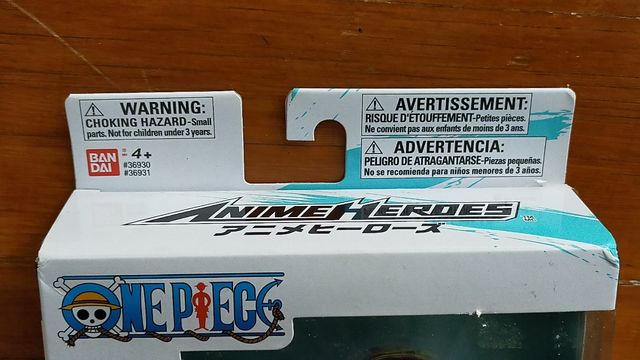 WARNING:
CHOKING HAZARD-Small
parts. Not for children under 3 years.
BAN
DAI
4+
#36930
#36931
AVERTISSEMENT:
RISQUE D'ÉTOUFFEMENT-Petites pièces.
Ne convient pas aux enfants de moins de 3 ans.
ADVERTENCIA:
PELIGRO DE ATRAGANTARSE-Piezas pequeñas.
No se recomienda para niños menores de 3 años.
ANIME HEROES
アニメヒーローズ
ONE PIECE